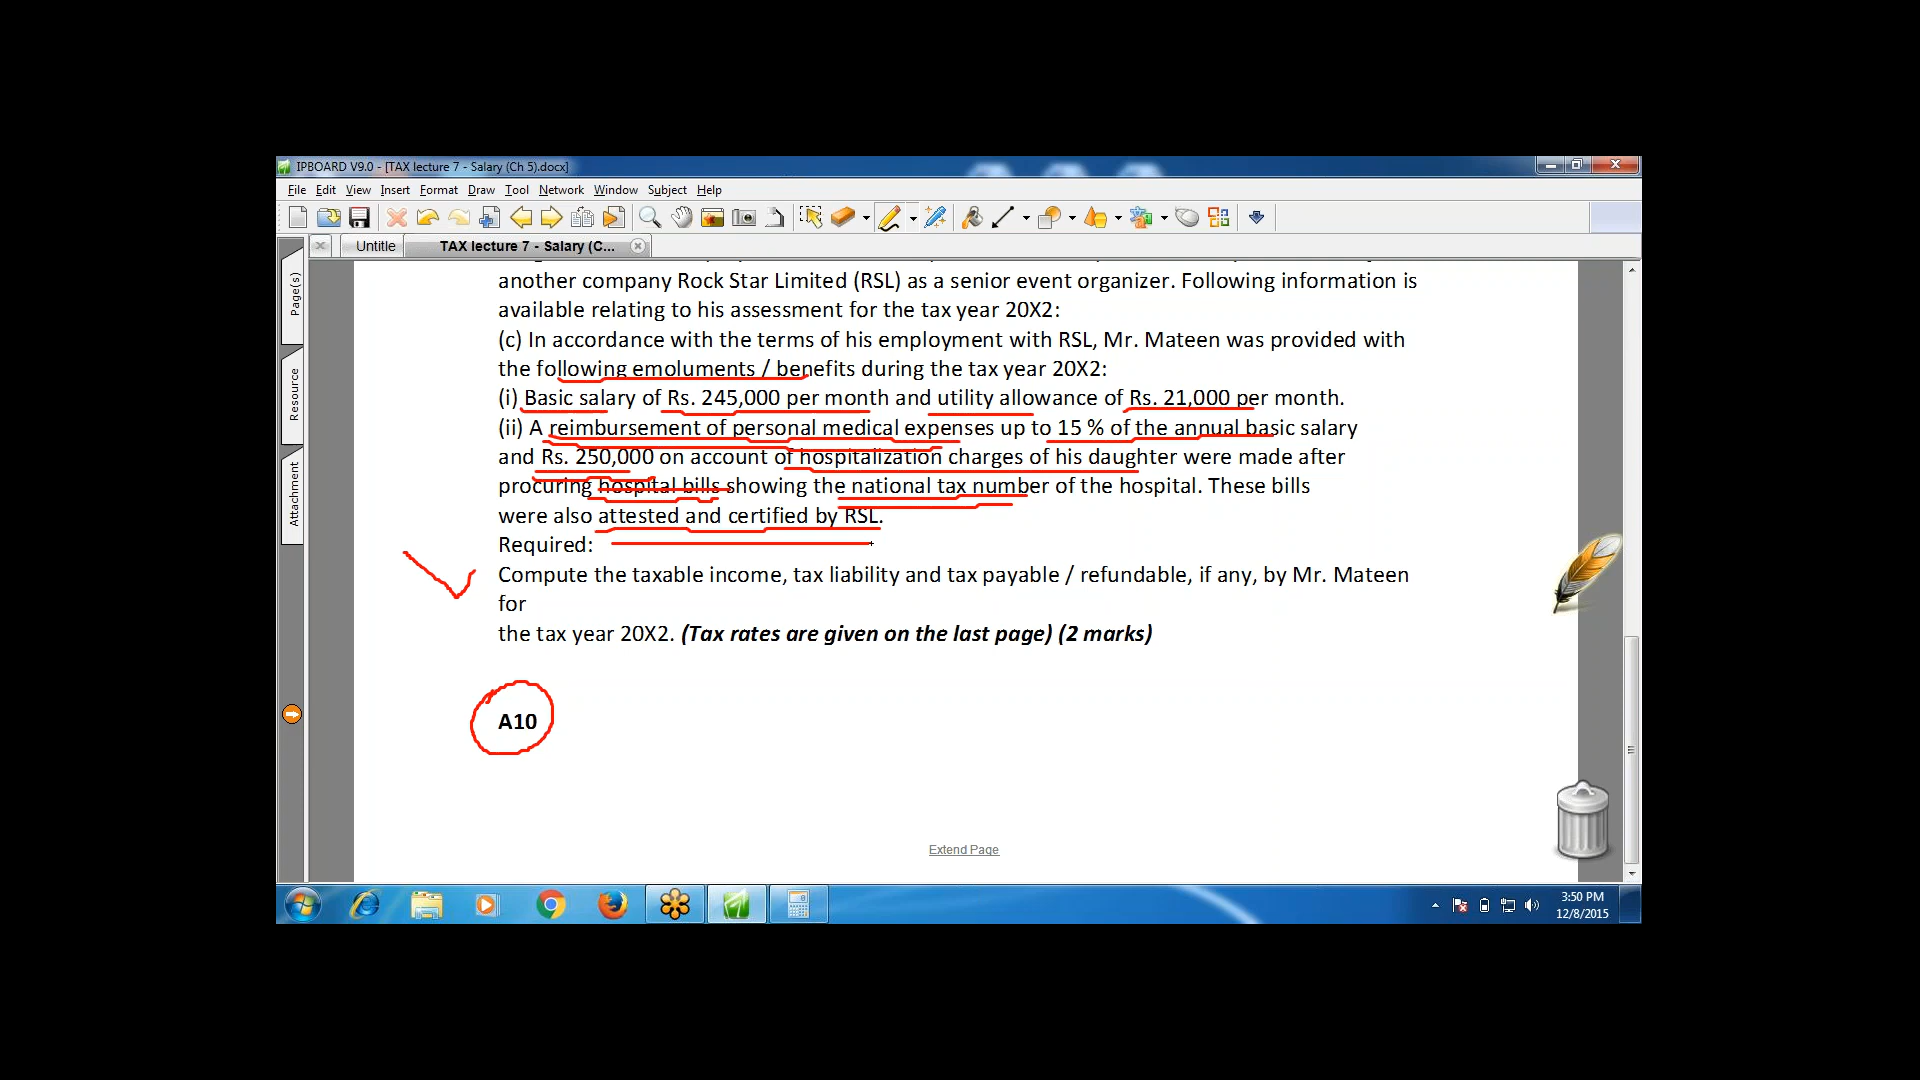 IPBOARD V9.0 - [TAX lecture 7 - Salary (Ch 5).docx]
File Edit View Insert Format Draw Tool Network Window Subject Help
Untitle TAX lecture 7 - Salary (C...
Page(s)
Resource
Attachment
another company Rock Star Limited (RSL) as a senior event organizer. Following information is
available relating to his assessment for the tax year 20X2:
(c) In accordance with the terms of his employment with RSL, Mr. Mateen was provided with
the following emoluments / benefits during the tax year 20X2:
(i) Basic salary of Rs. 245,000 per month and utility allowance of Rs. 21,000 per month.
(ii) A reimbursement of personal medical expenses up to 15 % of the annual basic salary
and Rs. 250,000 on account of hospitalization charges of his daughter were made after
procuring hospital bills showing the national tax number of the hospital. These bills
were also attested and certified by RSL.
Required:
Compute the taxable income, tax liability and tax payable / refundable, if any, by Mr. Mateen
for
the tax year 20X2. (Tax rates are given on the last page) (2 marks)
A10
Extend Page
3:50 PM
12/8/2015